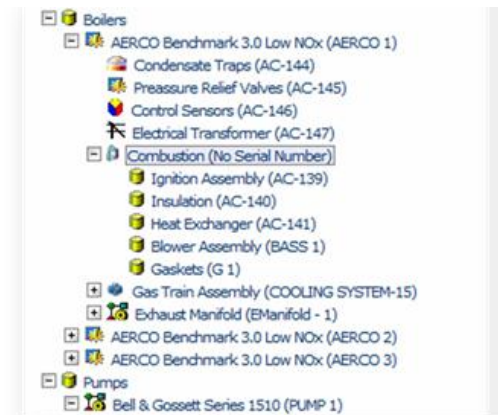 Boilers
AERCO Benchmark 3.0 Low NOx (AERCO 1)
Condensate Traps (AC-144)
Preassure Relief Valves (AC-145)
Control Sensors (AC-146)
Electrical Transformer (AC-147)
Combustion (No Serial Number)
Ignition Assembly (AC-139)
Insulation (AC-140)
Heat Exchanger (AC-141)
Blower Assembly (BASS 1)
Gaskets (G 1)
Gas Train Assembly (COOLING SYSTEM-15)
Exhaust Manifold (EManifold - 1)
AERCO Benchmark 3.0 Low NOx (AERCO 2)
AERCO Benchmark 3.0 Low NOx (AERCO 3)
Pumps
Bell & Gossett Series 1510 (PUMP 1)